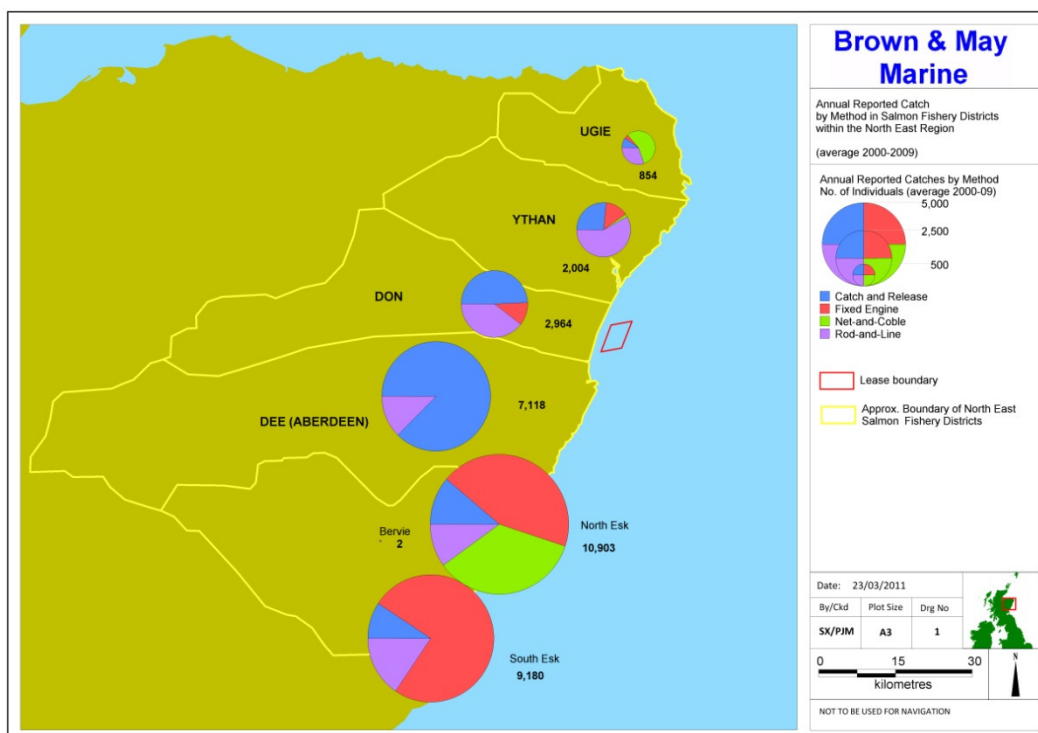 UGIE
854
YTHAN
2,004
DON
2,964
DEE (ABERDEEN)
7,118
Bervie
2
North Esk
10,903
South Esk
9,180
Brown & May
Marine
Annual Reported Catch
by Method in Salmon Fishery Districts
within the North East Region
(average 2000-2009)
Annual Reported Catches by Method
No. of Individuals (average 2000-09)
5,000
2,500
500
Catch and Release
Fixed Engine
Net-and-Coble
Rod-and-Line
Lease boundary
Approx. Boundary of North East
Salmon Fishery Districts
Date: 23/03/2011
By/Ckd Plot Size Drg No
SX/PJM A3 1
0 15 30
kilometres
N
NOT TO BE USED FOR NAVIGATION